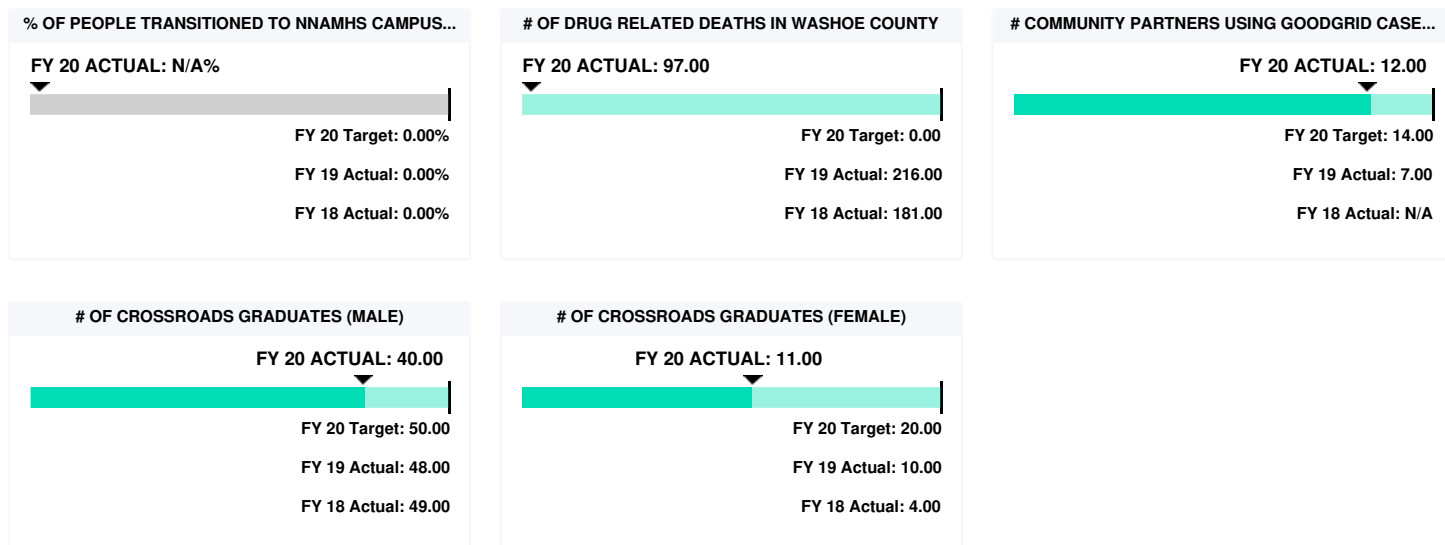 % OF PEOPLE TRANSITIONED TO NNAMHS CAMPUS...
FY 20 ACTUAL: N/A%
FY 20 Target: 0.00%
FY 19 Actual: 0.00%
FY 18 Actual: 0.00%
# OF DRUG RELATED DEATHS IN WASHOE COUNTY
FY 20 ACTUAL: 97.00
FY 20 Target: 0.00
FY 19 Actual: 216.00
FY 18 Actual: 181.00
# COMMUNITY PARTNERS USING GOODGRID CASE...
FY 20 ACTUAL: 12.00
FY 20 Target: 14.00
FY 19 Actual: 7.00
FY 18 Actual: N/A
# OF CROSSROADS GRADUATES (MALE)
FY 20 ACTUAL: 40.00
FY 20 Target: 50.00
FY 19 Actual: 48.00
FY 18 Actual: 49.00
# OF CROSSROADS GRADUATES (FEMALE)
FY 20 ACTUAL: 11.00
FY 20 Target: 20.00
FY 19 Actual: 10.00
FY 18 Actual: 4.00